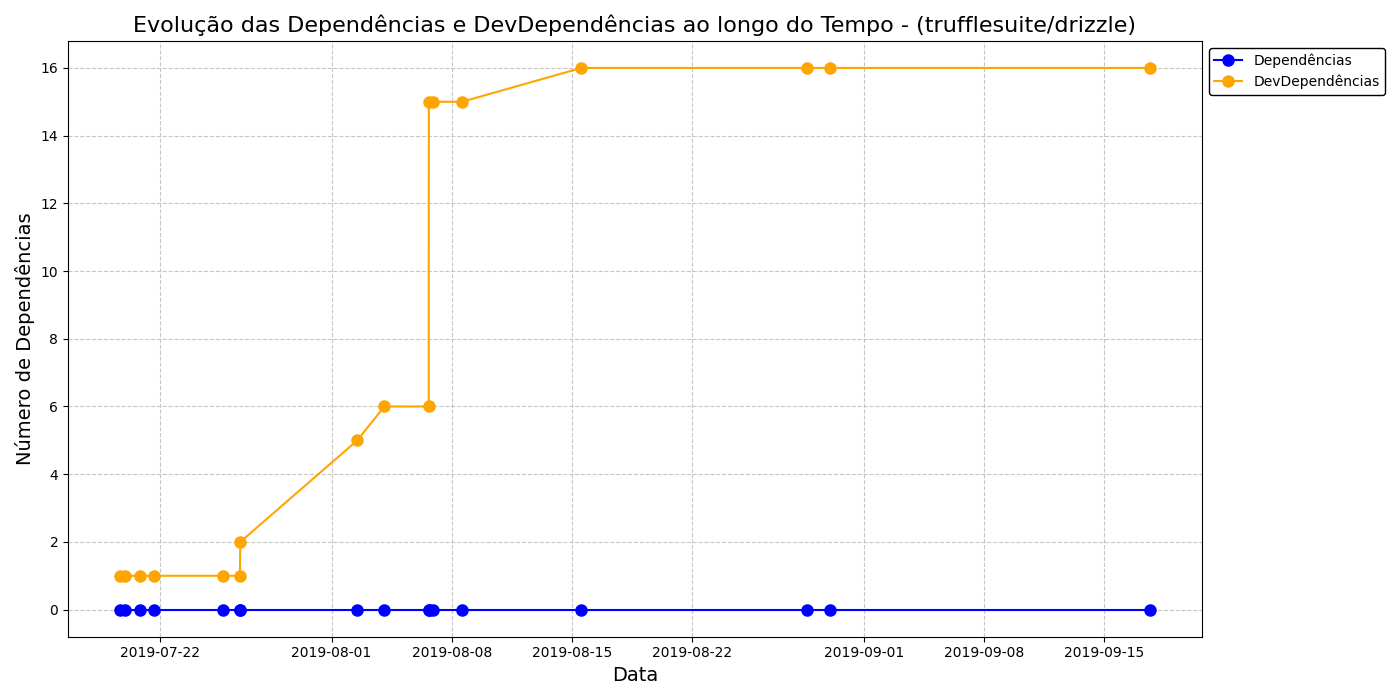 Evolução das Dependências e DevDependências ao longo do Tempo - (trufflesuite/drizzle)
Dependências
DevDependências
Número de Dependências
16
14
12
10
8
6
4
2
0
2019-07-22 2019-08-01 2019-08-08 2019-08-15 2019-08-22 2019-09-01 2019-09-08 2019-09-15
Data